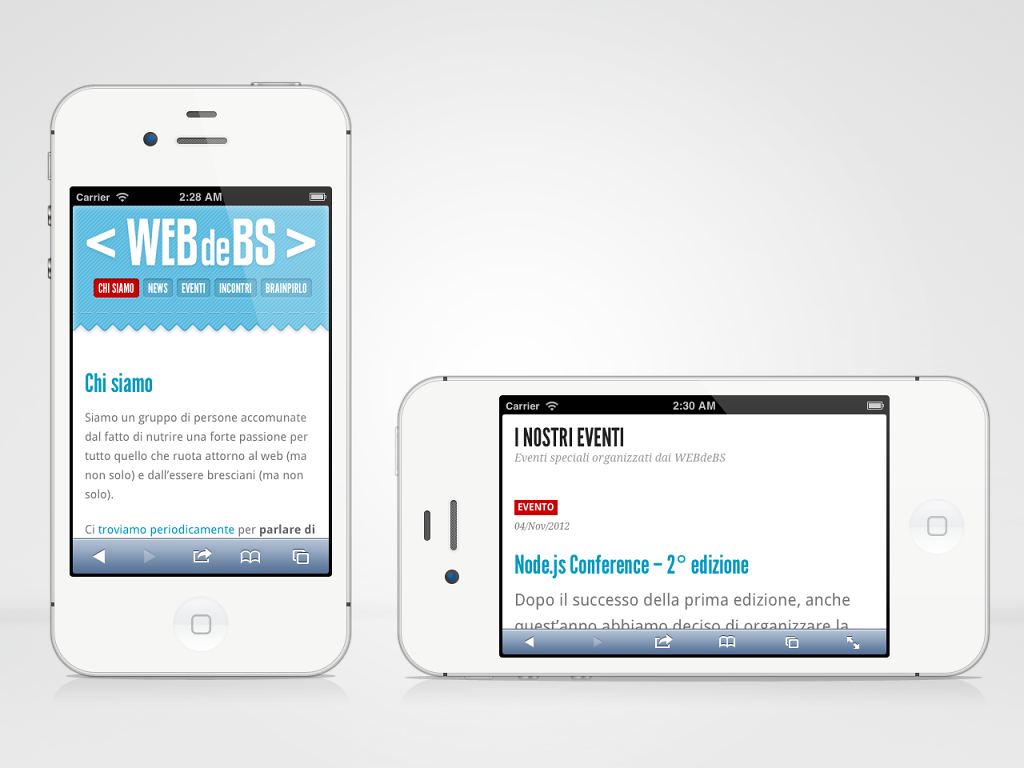 Carrier 2:28 AM
< WEBdeBS >
CHI SIAMO NEWS EVENTI INCONTRI BRAINPIRLO
Chi siamo
Siamo un gruppo di persone accomunate
dal fatto di nutrire una forte passione per
tutto quello che ruota attorno al web (ma
non solo) e dall'essere bresciani (ma non
solo).
Ci troviamo periodicamente per parlare di
Carrier 2:30 AM
I NOSTRI EVENTI
Eventi speciali organizzati dai WEBdeBS
EVENTO
04/Nov/2012
Node.js Conference – 2° edizione
Dopo il successo della prima edizione, anche
quest'anno abbiamo deciso di organizzare la